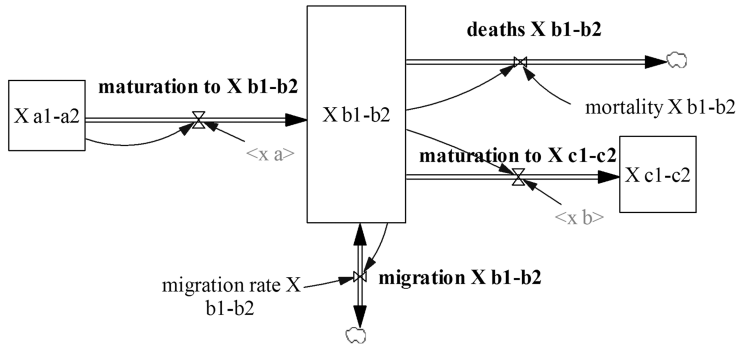 deaths X b1-b2
maturation to X b1-b2
X a1-a2
X b1-b2
mortality X b1-b2
<x a>
maturation to X c1-c2
X c1-c2
<x b>
migration rate X
b1-b2
migration X b1-b2